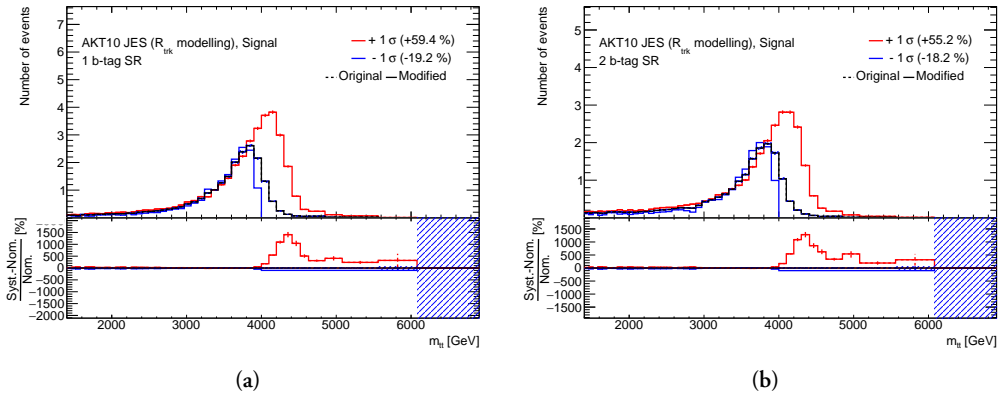 Number of events
7
6
5
4
3
2
1
AKT10 JES (R_trk modelling), Signal
1 b-tag SR
+ 1 σ (+59.4 %)
- 1 σ (-19.2 %)
Original Modified
Syst.-Nom. [%]
Nom.
1500
1000
500
0
−500
−1000
−1500
−2000
2000 3000 4000 5000 6000
m_tt [GeV]
(a)
Number of events
5
4
3
2
1
AKT10 JES (R_trk modelling), Signal
2 b-tag SR
+ 1 σ (+55.2 %)
- 1 σ (-18.2 %)
Original Modified
Syst.-Nom. [%]
Nom.
1500
1000
500
0
−500
−1000
−1500
2000 3000 4000 5000 6000
m_tt [GeV]
(b)